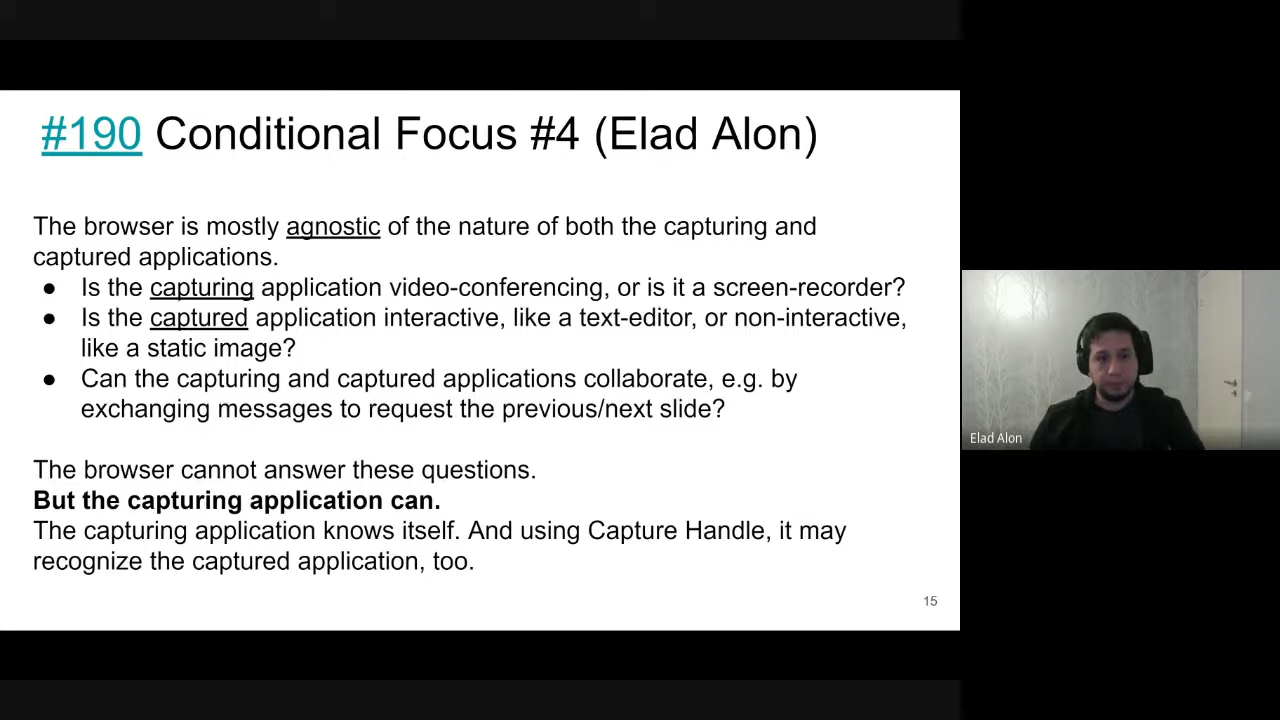 #190 Conditional Focus #4 (Elad Alon)
The browser is mostly agnostic of the nature of both the capturing and
captured applications.
● Is the capturing application video-conferencing, or is it a screen-recorder?
● Is the captured application interactive, like a text-editor, or non-interactive,
like a static image?
● Can the capturing and captured applications collaborate, e.g. by
exchanging messages to request the previous/next slide?
The browser cannot answer these questions.
But the capturing application can.
The capturing application knows itself. And using Capture Handle, it may
recognize the captured application, too.
15
Elad Alon